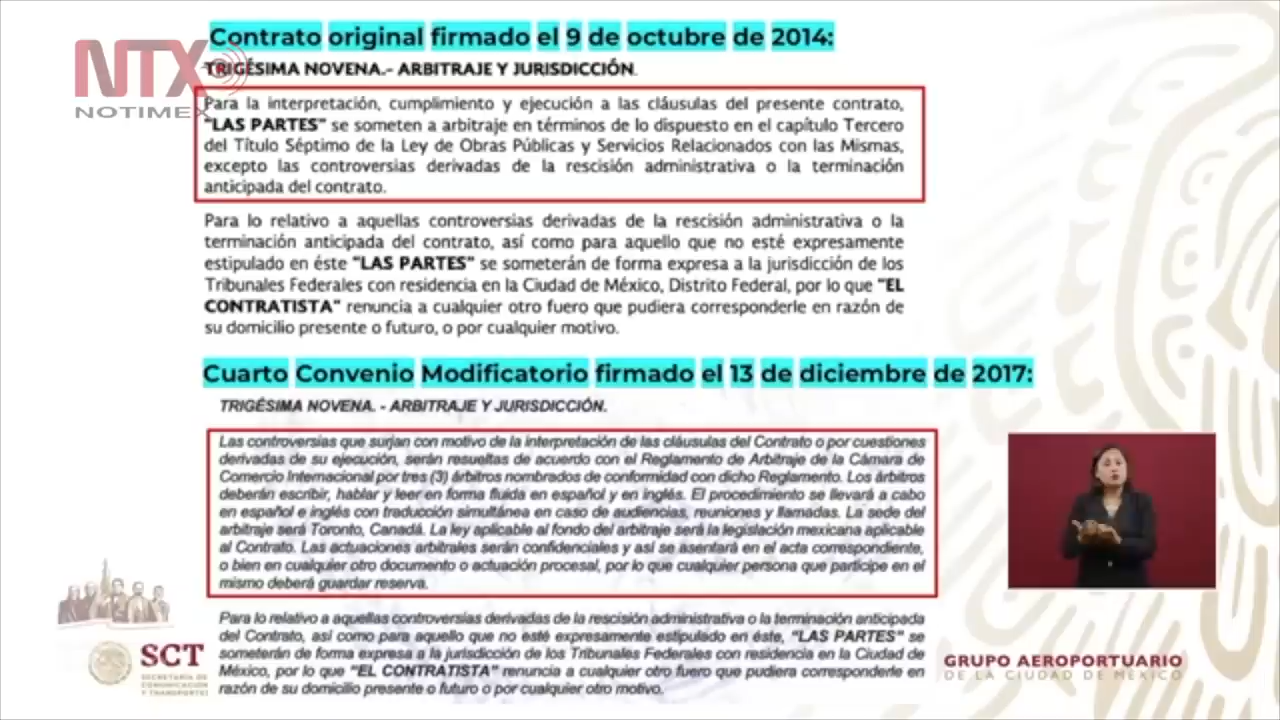 Contrato original firmado el 9 de octubre de 2014:
NTX
NOTIMEX
TRIGÉSIMA NOVENA.- ARBITRAJE Y JURISDICCIÓN.
Para la interpretación, cumplimiento y ejecución a las cláusulas del presente contrato,
"LAS PARTES" se someten a arbitraje en términos de lo dispuesto en el capítulo Tercero
del Título Séptimo de la Ley de Obras Públicas y Servicios Relacionados con las Mismas,
excepto las controversias derivadas de la rescisión administrativa o la terminación
anticipada del contrato.
Para lo relativo a aquellas controversias derivadas de la rescisión administrativa o la
terminación anticipada del contrato, así como para aquello que no esté expresamente
estipulado en éste "LAS PARTES" se someterán de forma expresa a la jurisdicción de los
Tribunales Federales con residencia en la Ciudad de México, Distrito Federal, por lo que "EL
CONTRATISTA" renuncia a cualquier otro fuero que pudiera corresponderle en razón de
su domicilio presente o futuro, o por cualquier motivo.
Cuarto Convenio Modificatorio firmado el 13 de diciembre de 2017:
TRIGÉSIMA NOVENA. - ARBITRAJE Y JURISDICCIÓN.
Las controversias que surjan con motivo de la interpretación de las cláusulas del Contrato o por cuestiones
derivadas de su ejecución, serán resueltas de acuerdo con el Reglamento de Arbitraje de la Cámara de
Comercio Internacional por tres (3) árbitros nombrados de conformidad con dicho Reglamento. Los árbitros
deberán escribir, hablar y leer en forma fluida en español y en inglés. El procedimiento se llevará a cabo
en español e inglés con traducción simultánea en caso de audiencias, reuniones y llamadas. La sede del
arbitraje será Toronto, Canadá. La ley aplicable al fondo del arbitraje será la legislación mexicana aplicable
al Contrato. Las actuaciones arbitrales serán confidenciales y así se asentará en el acta correspondiente,
o bien en cualquier otro documento o actuación procesal, por lo que cualquier persona que participe en el
mismo deberá guardar reserva.
Para lo relativo a aquellas controversias derivadas de la rescisión administrativa o la terminación anticipada
del Contrato, así como para aquello que no esté expresamente estipulado en éste, "LAS PARTES" se
someterán de forma expresa a la jurisdicción de los Tribunales Federales con residencia en la Ciudad de
México, por lo que "EL CONTRATISTA" renuncia a cualquier otro fuero que pudiera corresponderle en
razón de su domicilio presente o futuro o por cualquier otro motivo.
SCT
SECRETARÍA DE
COMUNICACIONES
Y TRANSPORTES
GRUPO AEROPORTUARIO
DE LA CIUDAD DE MÉXICO